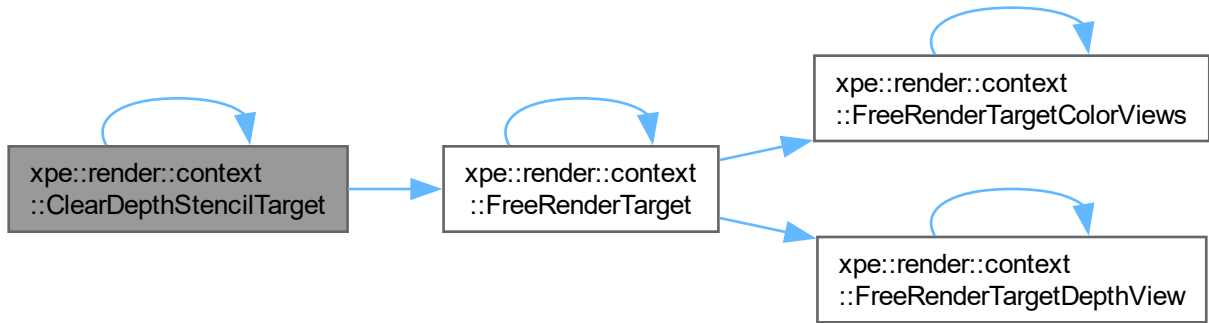 xpe::render::context
::ClearDepthStencilTarget
xpe::render::context
::FreeRenderTarget
xpe::render::context
::FreeRenderTargetColorViews
xpe::render::context
::FreeRenderTargetDepthView